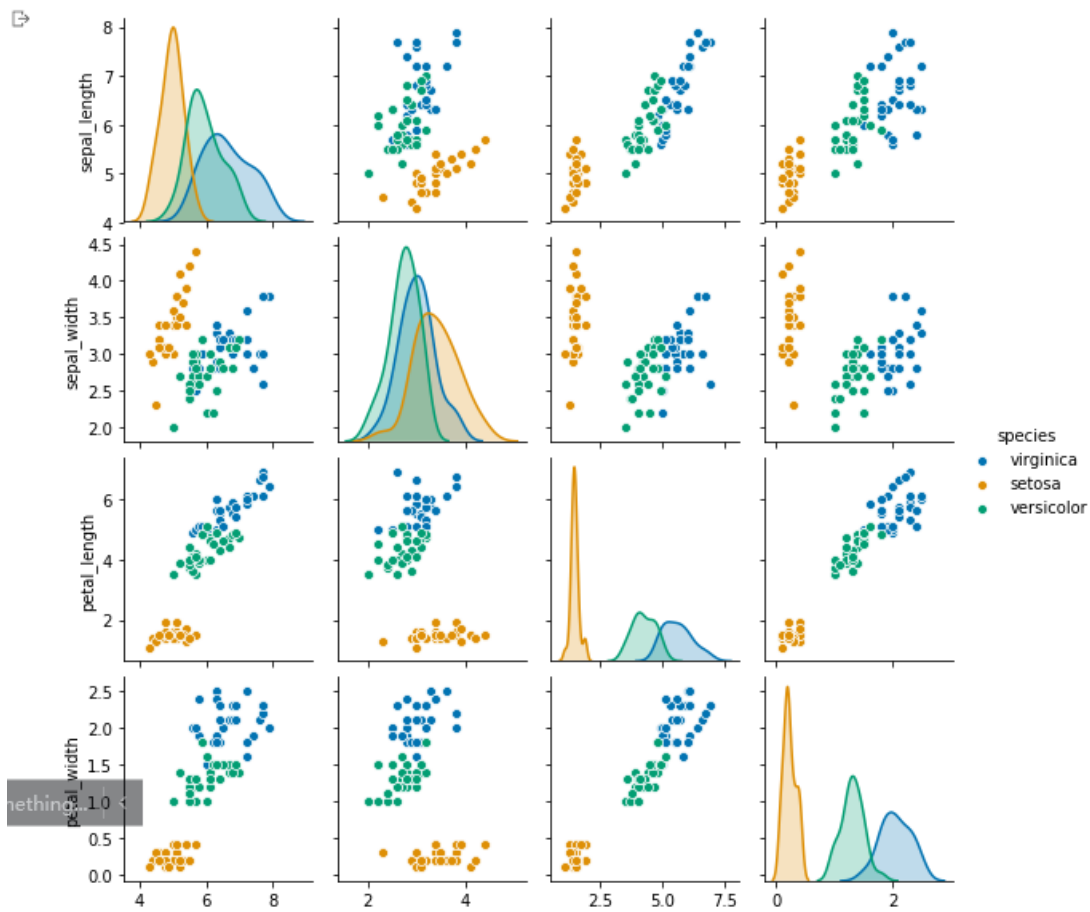 sepal_length
8
7
6
5
4
sepal_width
4.5
4.0
3.5
3.0
2.5
2.0
species
virginica
setosa
versicolor
petal_length
6
4
2
petal_width
2.5
2.0
1.5
1.0
0.5
0.0
nething...
4 6 8
2 4
2.5 5.0 7.5
0 2